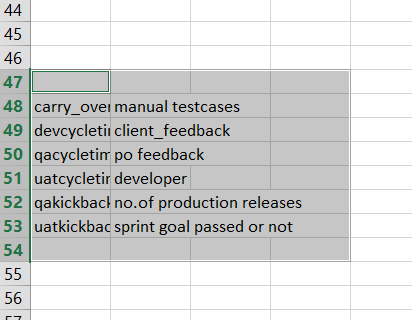 44
45
46
47
48 carry_over manual testcases
49 devcycleti client_feedback
50 qacycletim po feedback
51 uatcycletir developer
52 qakickback no.of production releases
53 uatkickbac sprint goal passed or not
54
55
56
57